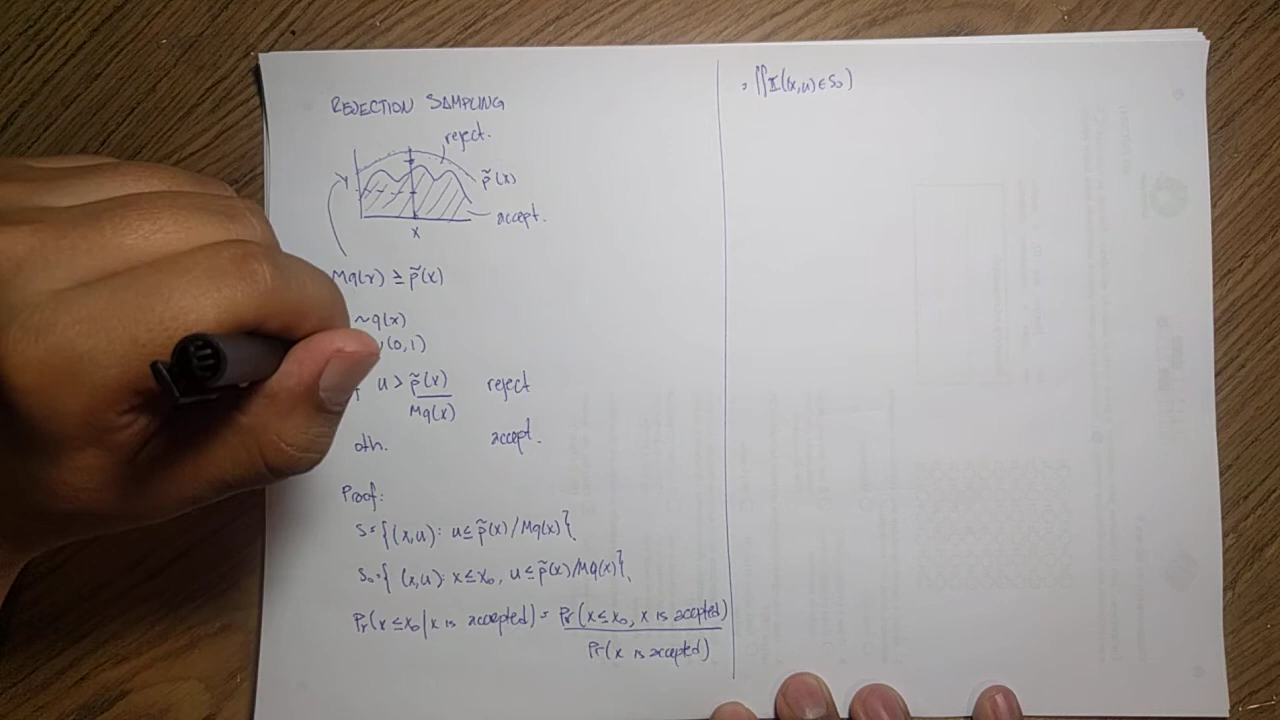 REJECTION SAMPLING
reject.
p̃(x)
accept.
x
Mq(x) ≥ p̃(x)
~q(x)
(0,1)
u > p̃(x)/Mq(x) reject
oth. accept.
Proof:
S={(x,u): u≤p̃(x)/Mq(x)}.
S₀={(x,u): x≤x₀, u≤p̃(x)/Mq(x)}.
Pr(x≤x₀|x is accepted) = Pr(x≤x₀, x is accepted)
Pr(x is accepted)
= ∬𝕀((x,u)∈S₀)